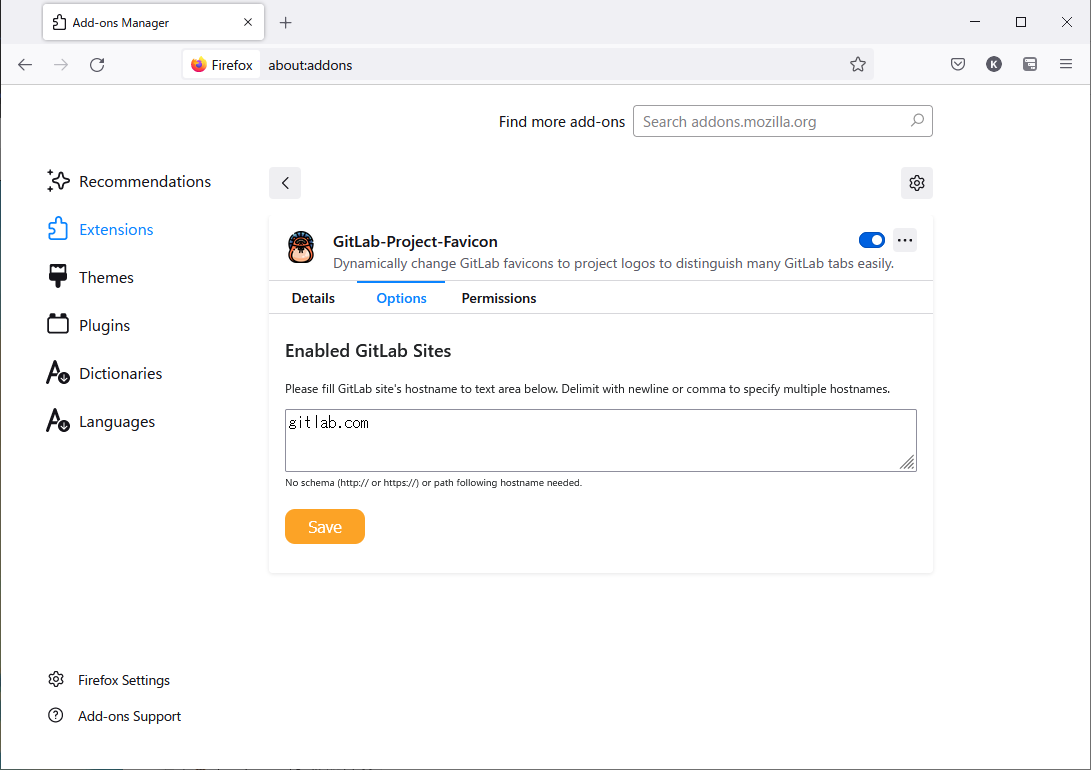 Add-ons Manager
Firefox about:addons
K
Find more add-ons Search addons.mozilla.org
Recommendations
Extensions
Themes
Plugins
Dictionaries
Languages
GitLab-Project-Favicon
Dynamically change GitLab favicons to project logos to distinguish many GitLab tabs easily.
Details Options Permissions
Enabled GitLab Sites
Please fill GitLab site's hostname to text area below. Delimit with newline or comma to specify multiple hostnames.
gitlab.com
No schema (http:// or https://) or path following hostname needed.
Save
Firefox Settings
Add-ons Support